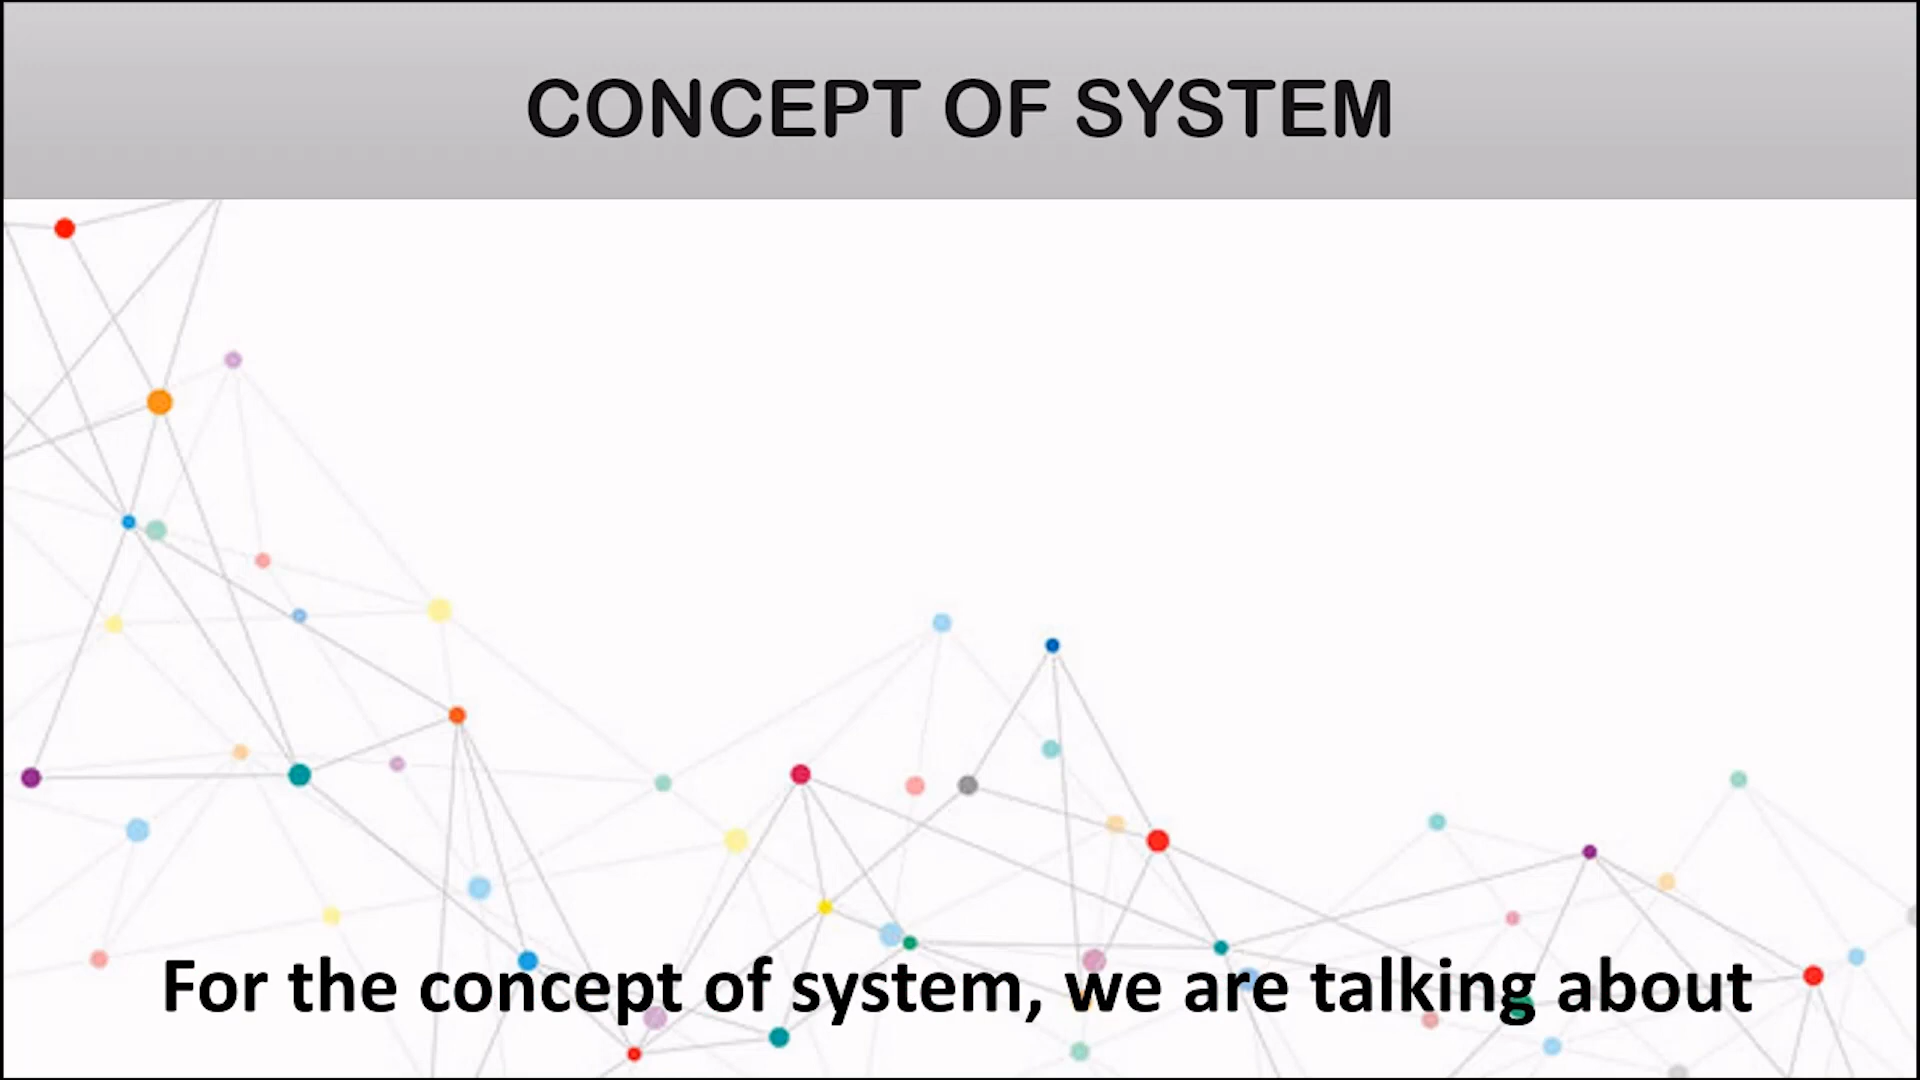 CONCEPT OF SYSTEM
For the concept of system, we are talking about